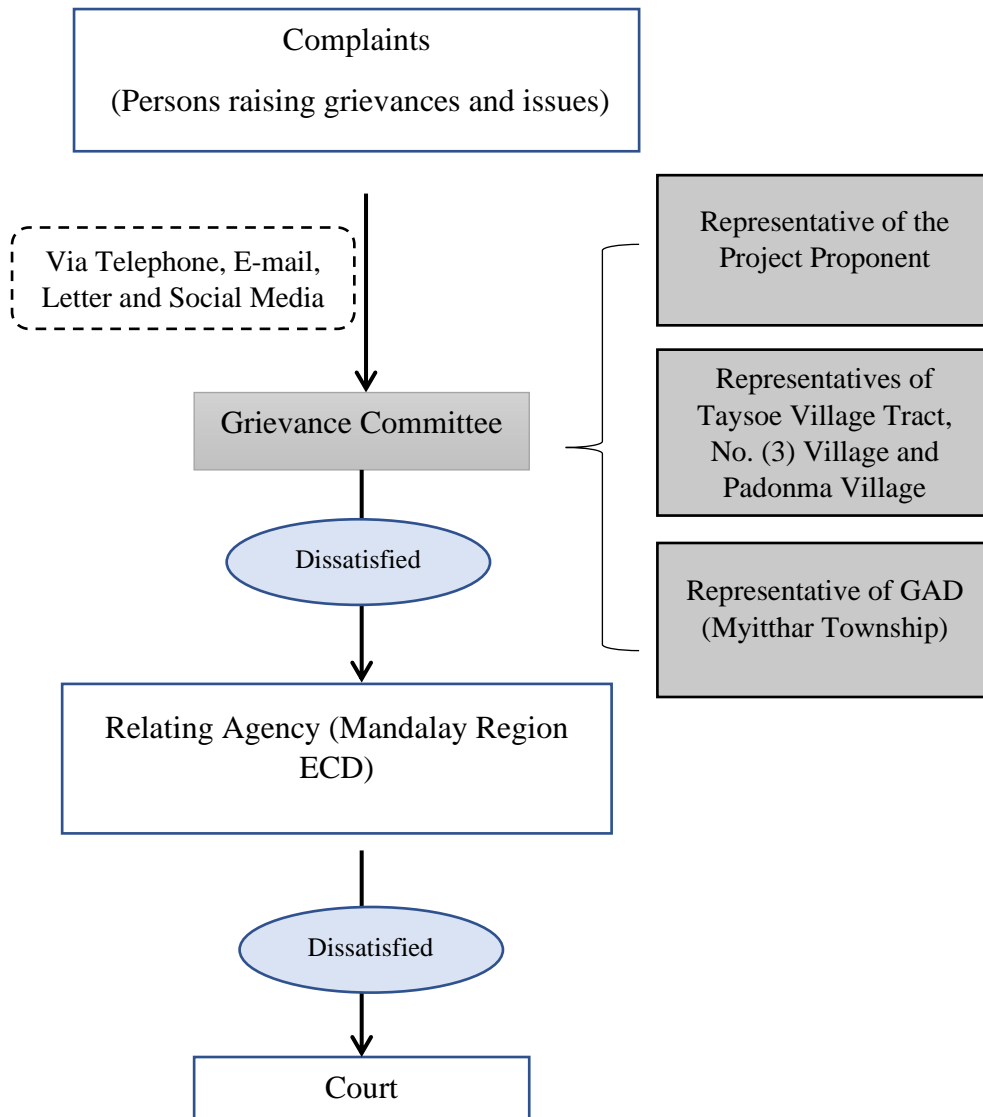 Complaints
(Persons raising grievances and issues)
Via Telephone, E-mail,
Letter and Social Media
Representative of the
Project Proponent
Grievance Committee
Representatives of
Taysoe Village Tract,
No. (3) Village and
Padonma Village
Dissatisfied
Representative of GAD
(Myitthar Township)
Relating Agency (Mandalay Region
ECD)
Dissatisfied
Court